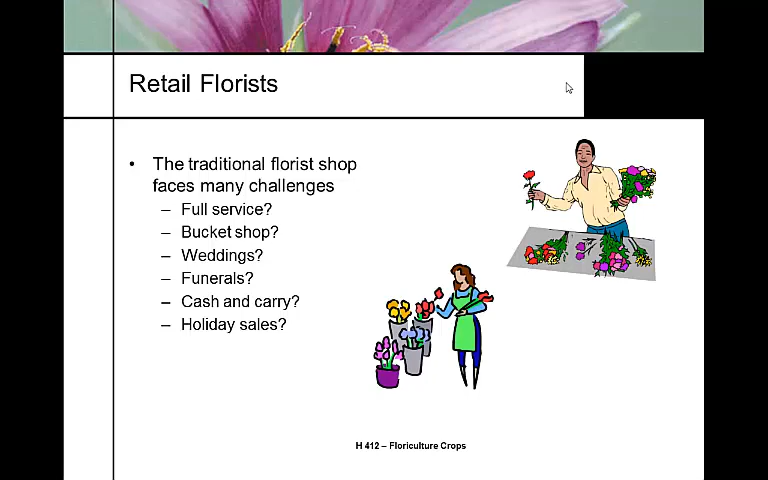 Retail Florists
• The traditional florist shop
faces many challenges
– Full service?
– Bucket shop?
– Weddings?
– Funerals?
– Cash and carry?
– Holiday sales?
H 412 – Floriculture Crops